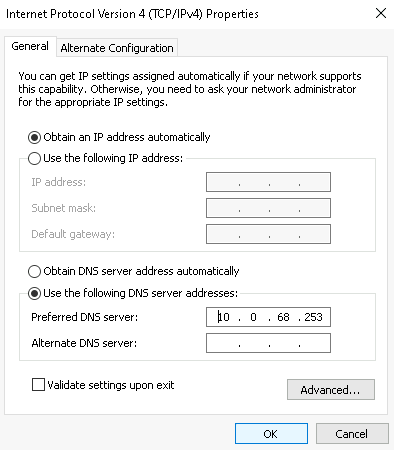 Internet Protocol Version 4 (TCP/IPv4) Properties
General
Alternate Configuration
You can get IP settings assigned automatically if your network supports
this capability. Otherwise, you need to ask your network administrator
for the appropriate IP settings.
Obtain an IP address automatically
Use the following IP address:
IP address:
. . .
Subnet mask:
. . .
Default gateway:
. . .
Obtain DNS server address automatically
Use the following DNS server addresses:
Preferred DNS server:
10 . 0 . 68 . 253
Alternate DNS server:
. . .
Validate settings upon exit
Advanced...
OK
Cancel